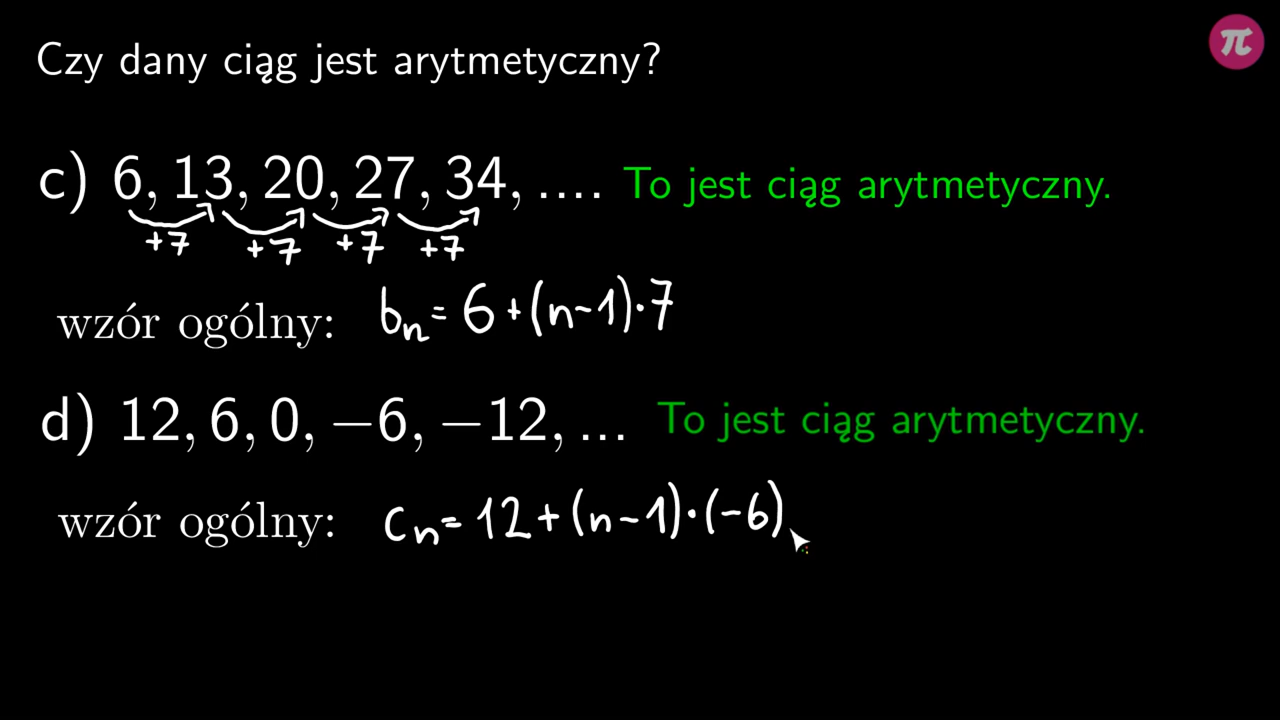 Czy dany ciąg jest arytmetyczny?
π
c) 6, 13, 20, 27, 34, .... To jest ciąg arytmetyczny.
+7 +7 +7 +7
wzór ogólny: bₙ = 6 + (n-1)·7
d) 12, 6, 0, −6, −12, ... To jest ciąg arytmetyczny.
wzór ogólny: cₙ = 12 + (n-1)·(-6)